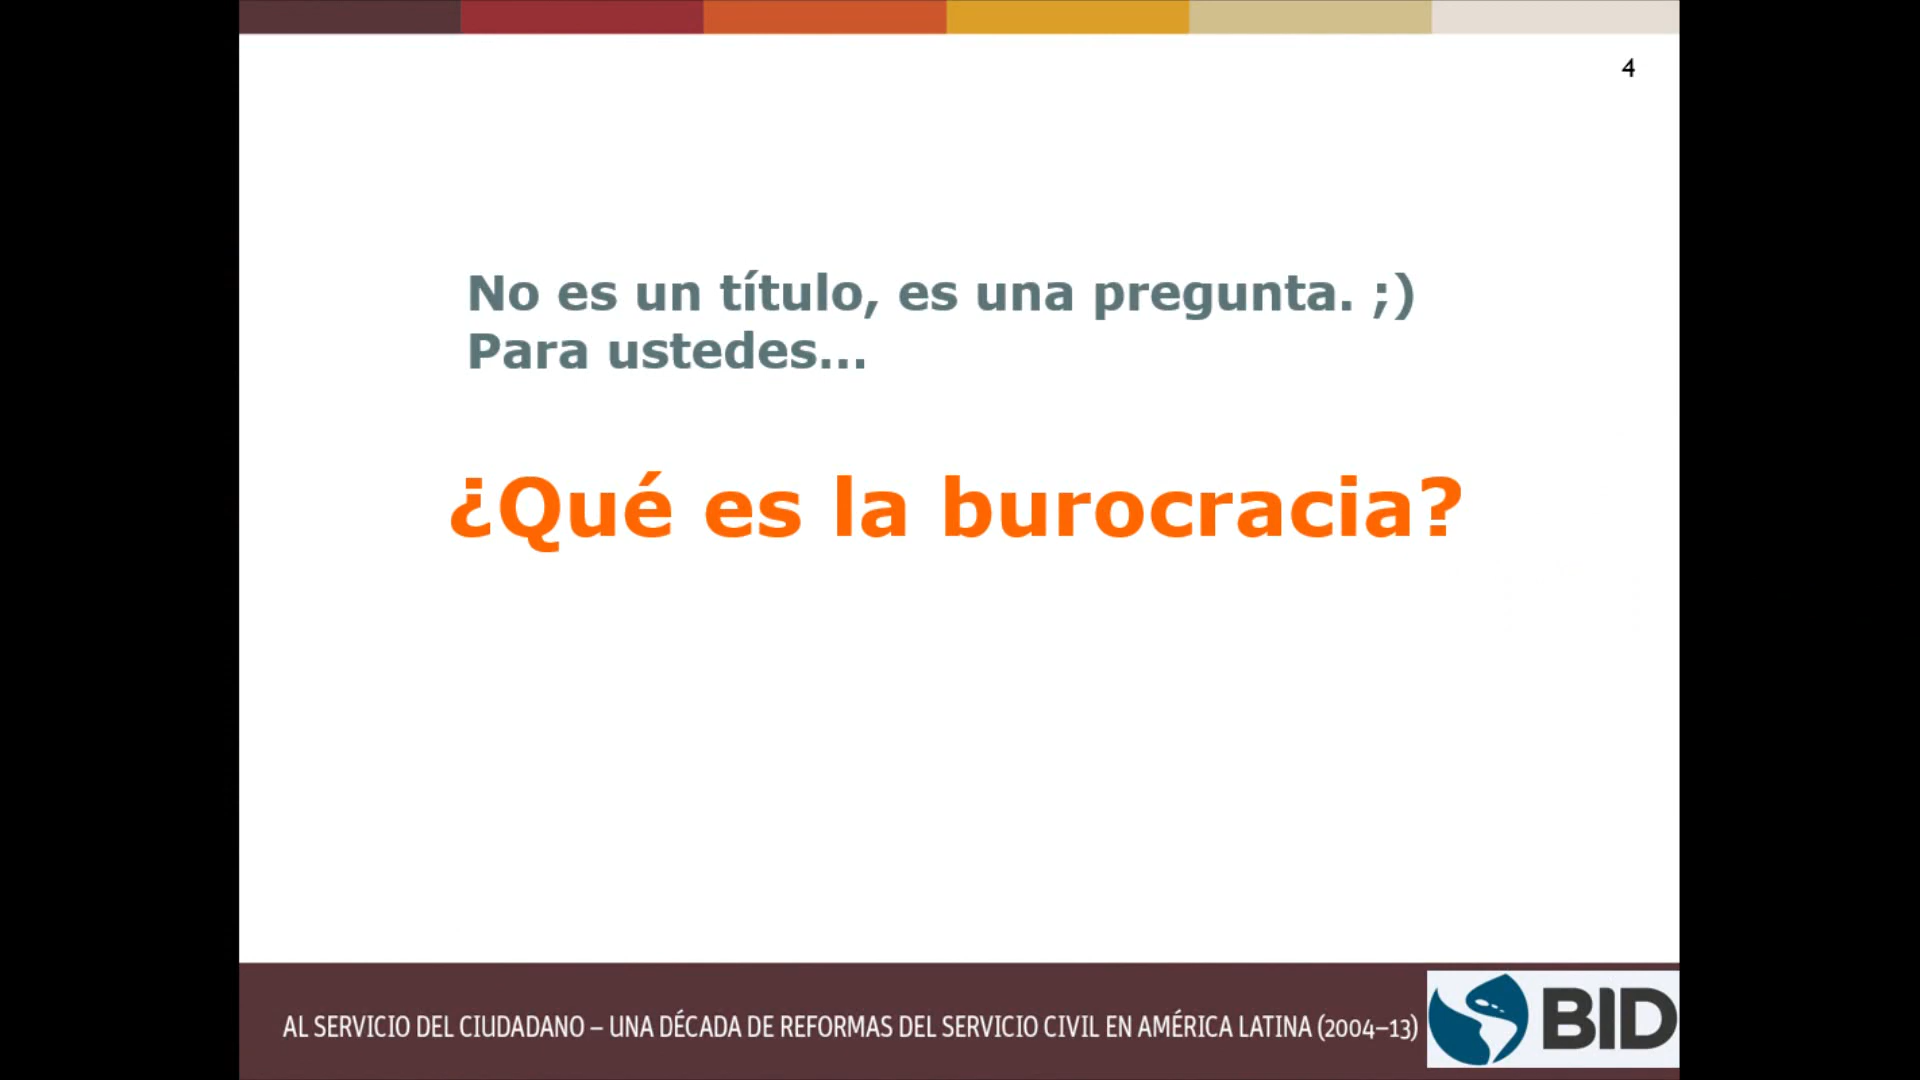 4
No es un título, es una pregunta. ;)
Para ustedes...
¿Qué es la burocracia?
AL SERVICIO DEL CIUDADANO – UNA DÉCADA DE REFORMAS DEL SERVICIO CIVIL EN AMÉRICA LATINA (2004–13)
BID